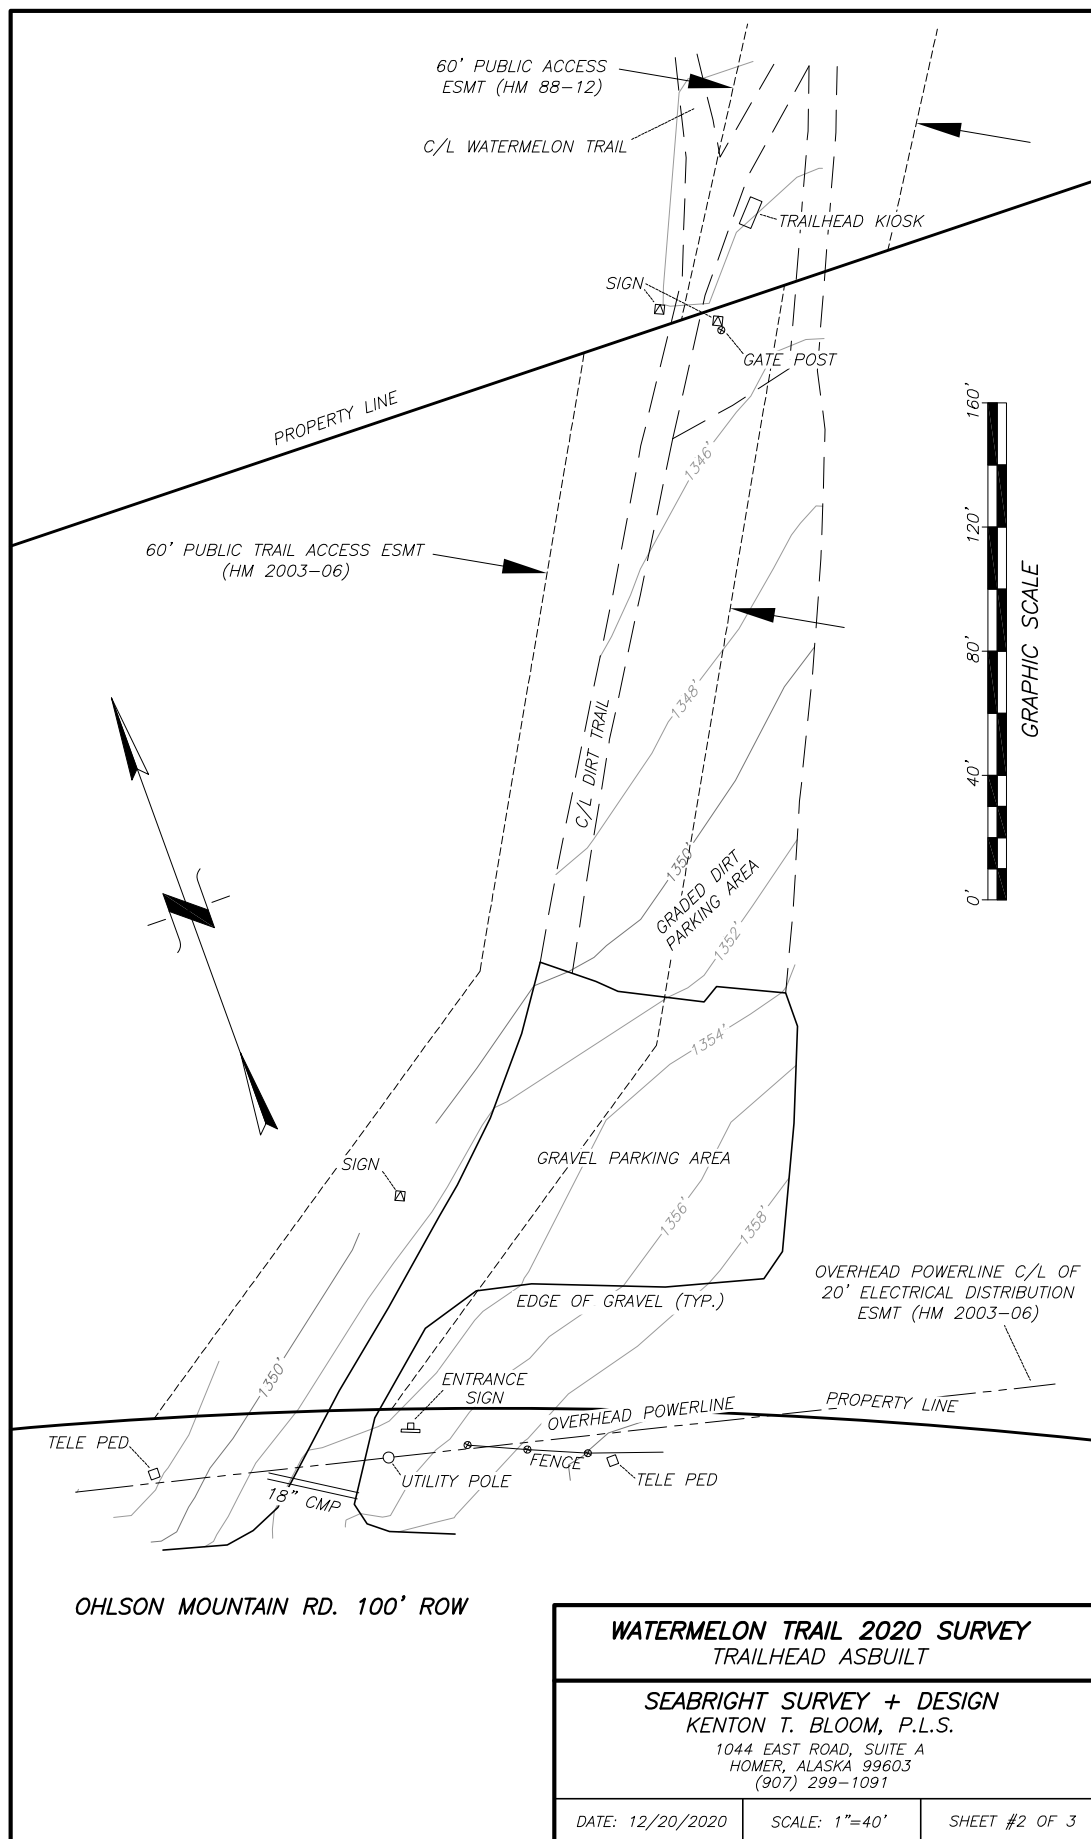 60' PUBLIC ACCESS
ESMT (HM 88-12)
C/L WATERMELON TRAIL
TRAILHEAD KIOSK
SIGN
GATE POST
PROPERTY LINE
1346'
160'
120'
80'
40'
0'
GRAPHIC SCALE
60' PUBLIC TRAIL ACCESS ESMT
(HM 2003-06)
1348'
C/L DIRT TRAIL
1350'
GRADED DIRT
PARKING AREA
1352'
N
1354'
GRAVEL PARKING AREA
SIGN
1356'
1358'
OVERHEAD POWERLINE C/L OF
20' ELECTRICAL DISTRIBUTION
ESMT (HM 2003-06)
EDGE OF GRAVEL (TYP.)
1350'
ENTRANCE
SIGN
OVERHEAD POWERLINE
PROPERTY LINE
TELE PED
FENCE
UTILITY POLE
TELE PED
18" CMP
OHLSON MOUNTAIN RD. 100' ROW
WATERMELON TRAIL 2020 SURVEY
TRAILHEAD ASBUILT
SEABRIGHT SURVEY + DESIGN
KENTON T. BLOOM, P.L.S.
1044 EAST ROAD, SUITE A
HOMER, ALASKA 99603
(907) 299-1091
DATE: 12/20/2020
SCALE: 1"=40'
SHEET #2 OF 3